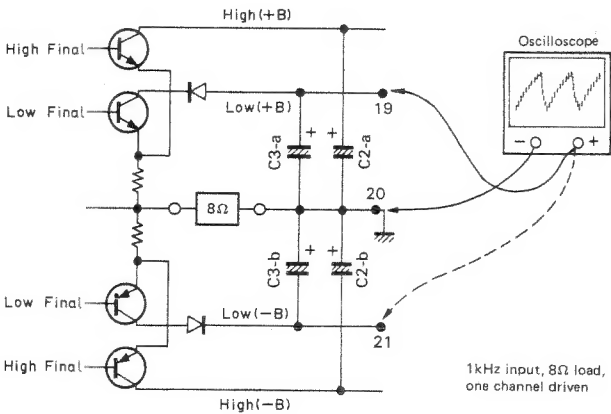 High(+B)
High Final
Oscilloscope
Low Final
Low(+B)
19
− +
+ +
C3-a
C2-a
20
8Ω
+ +
C3-b
C2-b
Low Final
Low(−B)
21
High Final
1kHz input, 8Ω load,
one channel driven
High(−B)